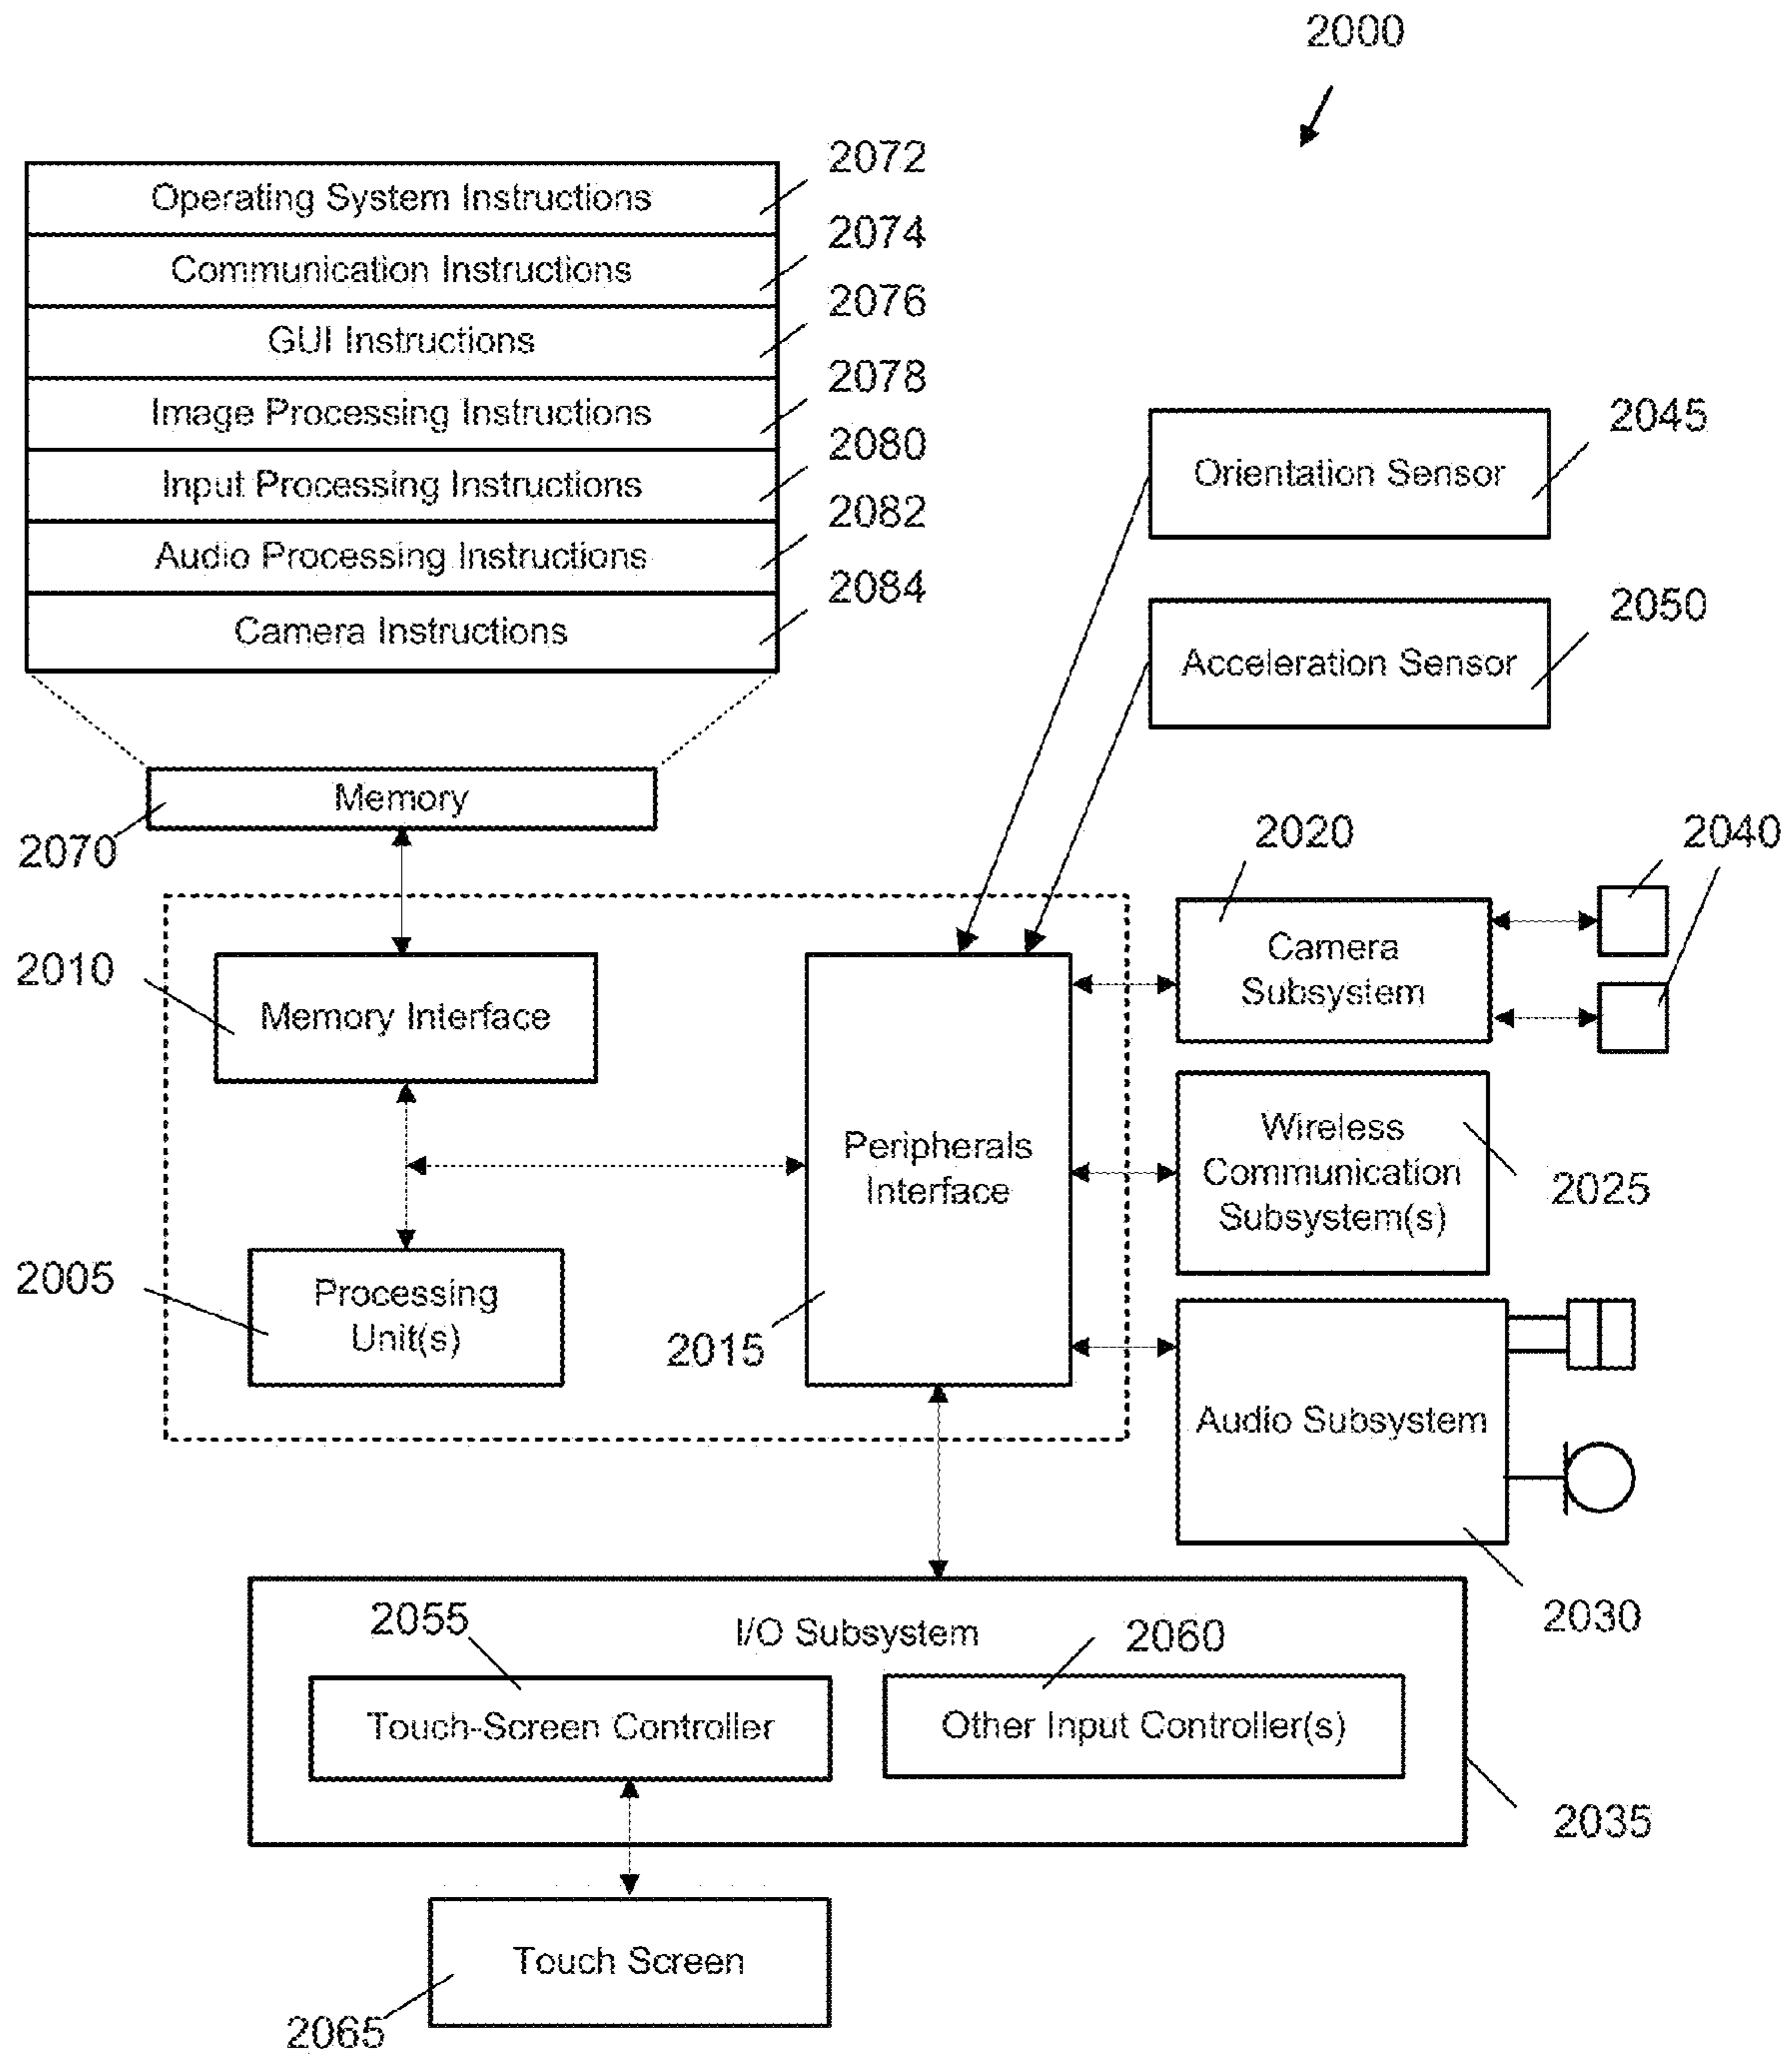 2000
2072
Operating System Instructions
2074
Communication Instructions
2076
GUI Instructions
2078
Image Processing Instructions
2080
Input Processing Instructions
2082
Audio Processing Instructions
2084
Camera Instructions
2045
Orientation Sensor
2050
Acceleration Sensor
Memory
2070
2020
2040
Camera
Subsystem
2010
Memory Interface
Peripherals
Interface
2015
Wireless
Communication
Subsystem(s)
2025
2005
Processing
Unit(s)
Audio Subsystem
2030
I/O Subsystem
2055
2060
Touch-Screen Controller
Other Input Controller(s)
2035
Touch Screen
2065